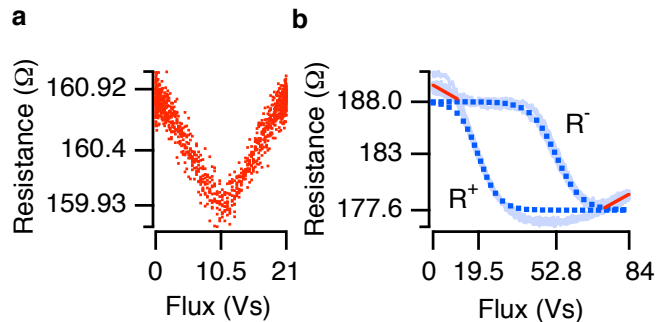 a
Resistance (Ω)
160.92
160.4
159.93
0 10.5 21
Flux (Vs)
b
Resistance (Ω)
188.0
183
177.6
R-
R+
0 19.5 52.8 84
Flux (Vs)